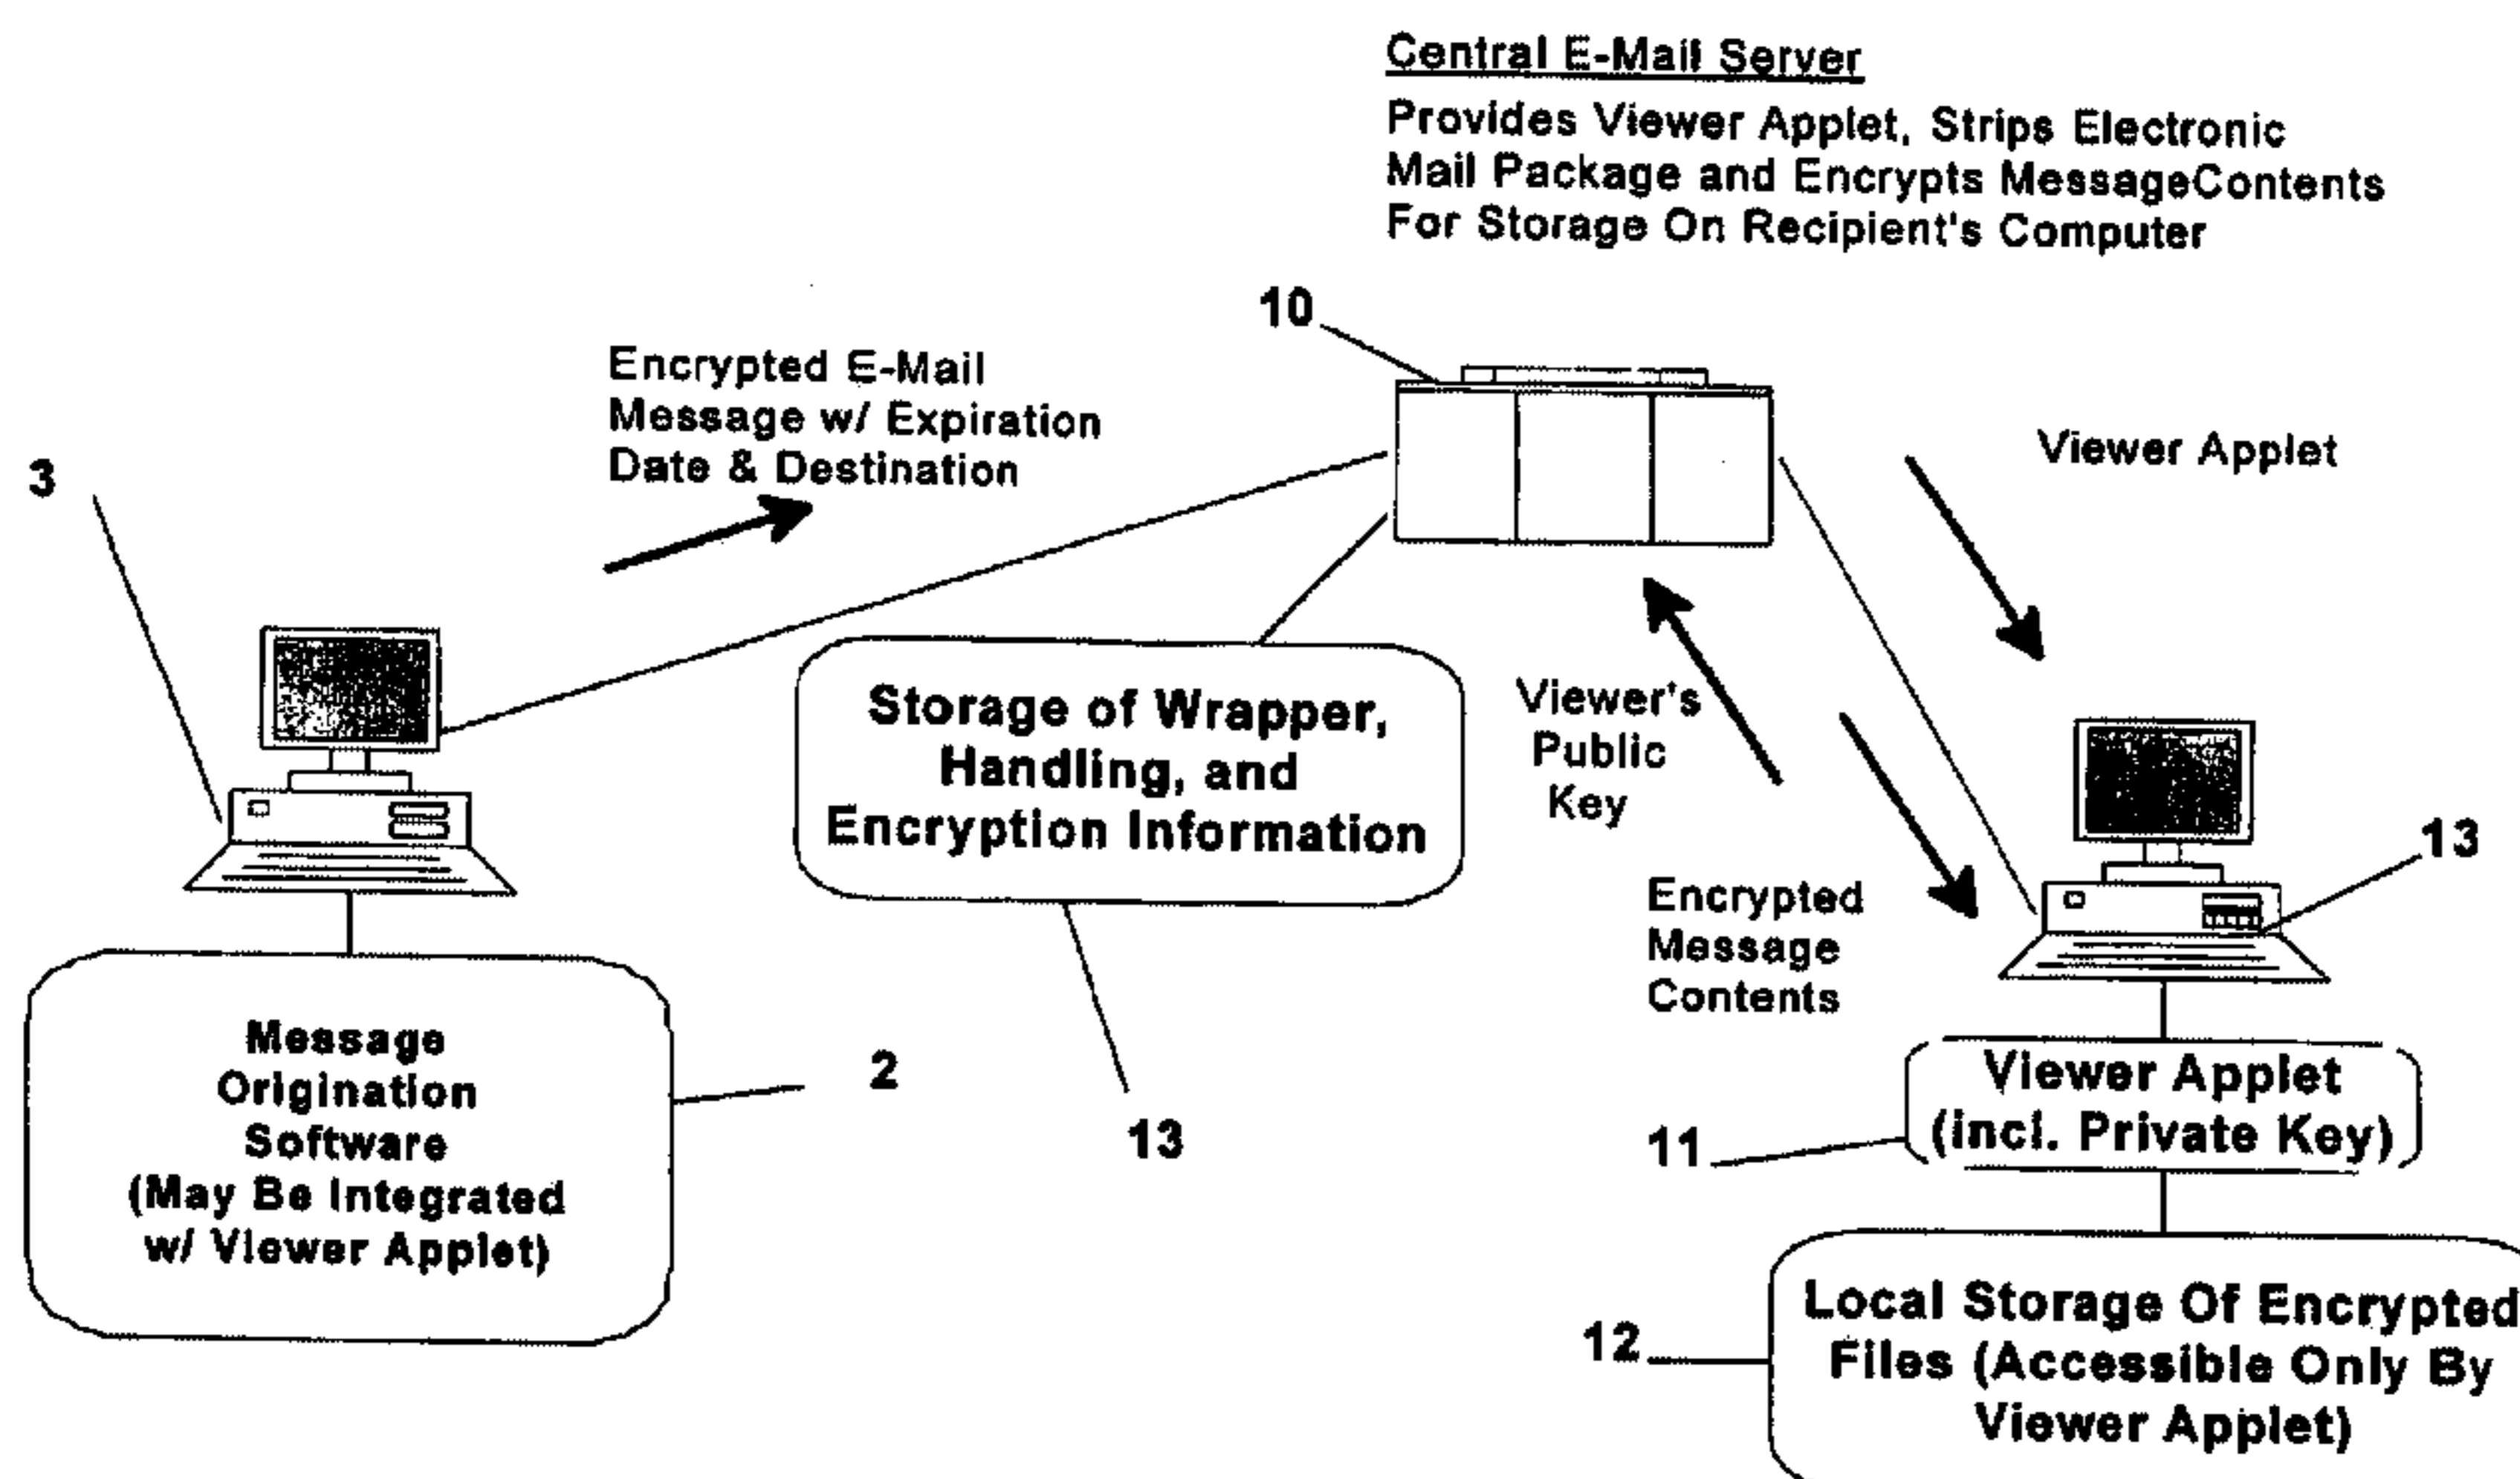 Central E-Mail Server
Provides Viewer Applet, Strips Electronic
Mail Package and Encrypts MessageContents
For Storage On Recipient's Computer
10
Encrypted E-Mail
Message w/ Expiration
Date & Destination
Viewer Applet
3
Storage of Wrapper,
Handling, and
Encryption Information
Viewer's
Public
Key
13
Encrypted
Message
Contents
Message
Origination
Software
(May Be Integrated
w/ Viewer Applet)
2
13
Viewer Applet
(incl. Private Key)
11
Local Storage Of Encrypted
Files (Accessible Only By
Viewer Applet)
12